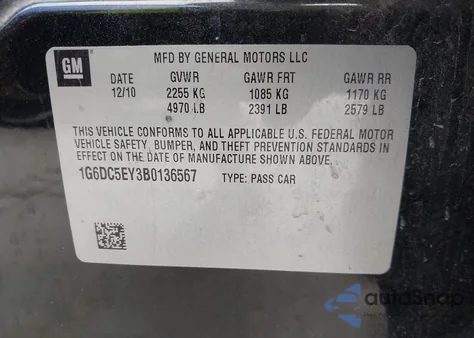 GM
MFD BY GENERAL MOTORS LLC
DATE GVWR GAWR FRT GAWR RR
12/10 2255 KG 1085 KG 1170 KG
4970 LB 2391 LB 2579 LB
THIS VEHICLE CONFORMS TO ALL APPLICABLE U.S. FEDERAL MOTOR
VEHICLE SAFETY, BUMPER, AND THEFT PREVENTION STANDARDS IN
EFFECT ON THE DATE OF MANUFACTURE SHOWN ABOVE.
1G6DC5EY3B0136567 TYPE: PASS CAR
autosnap